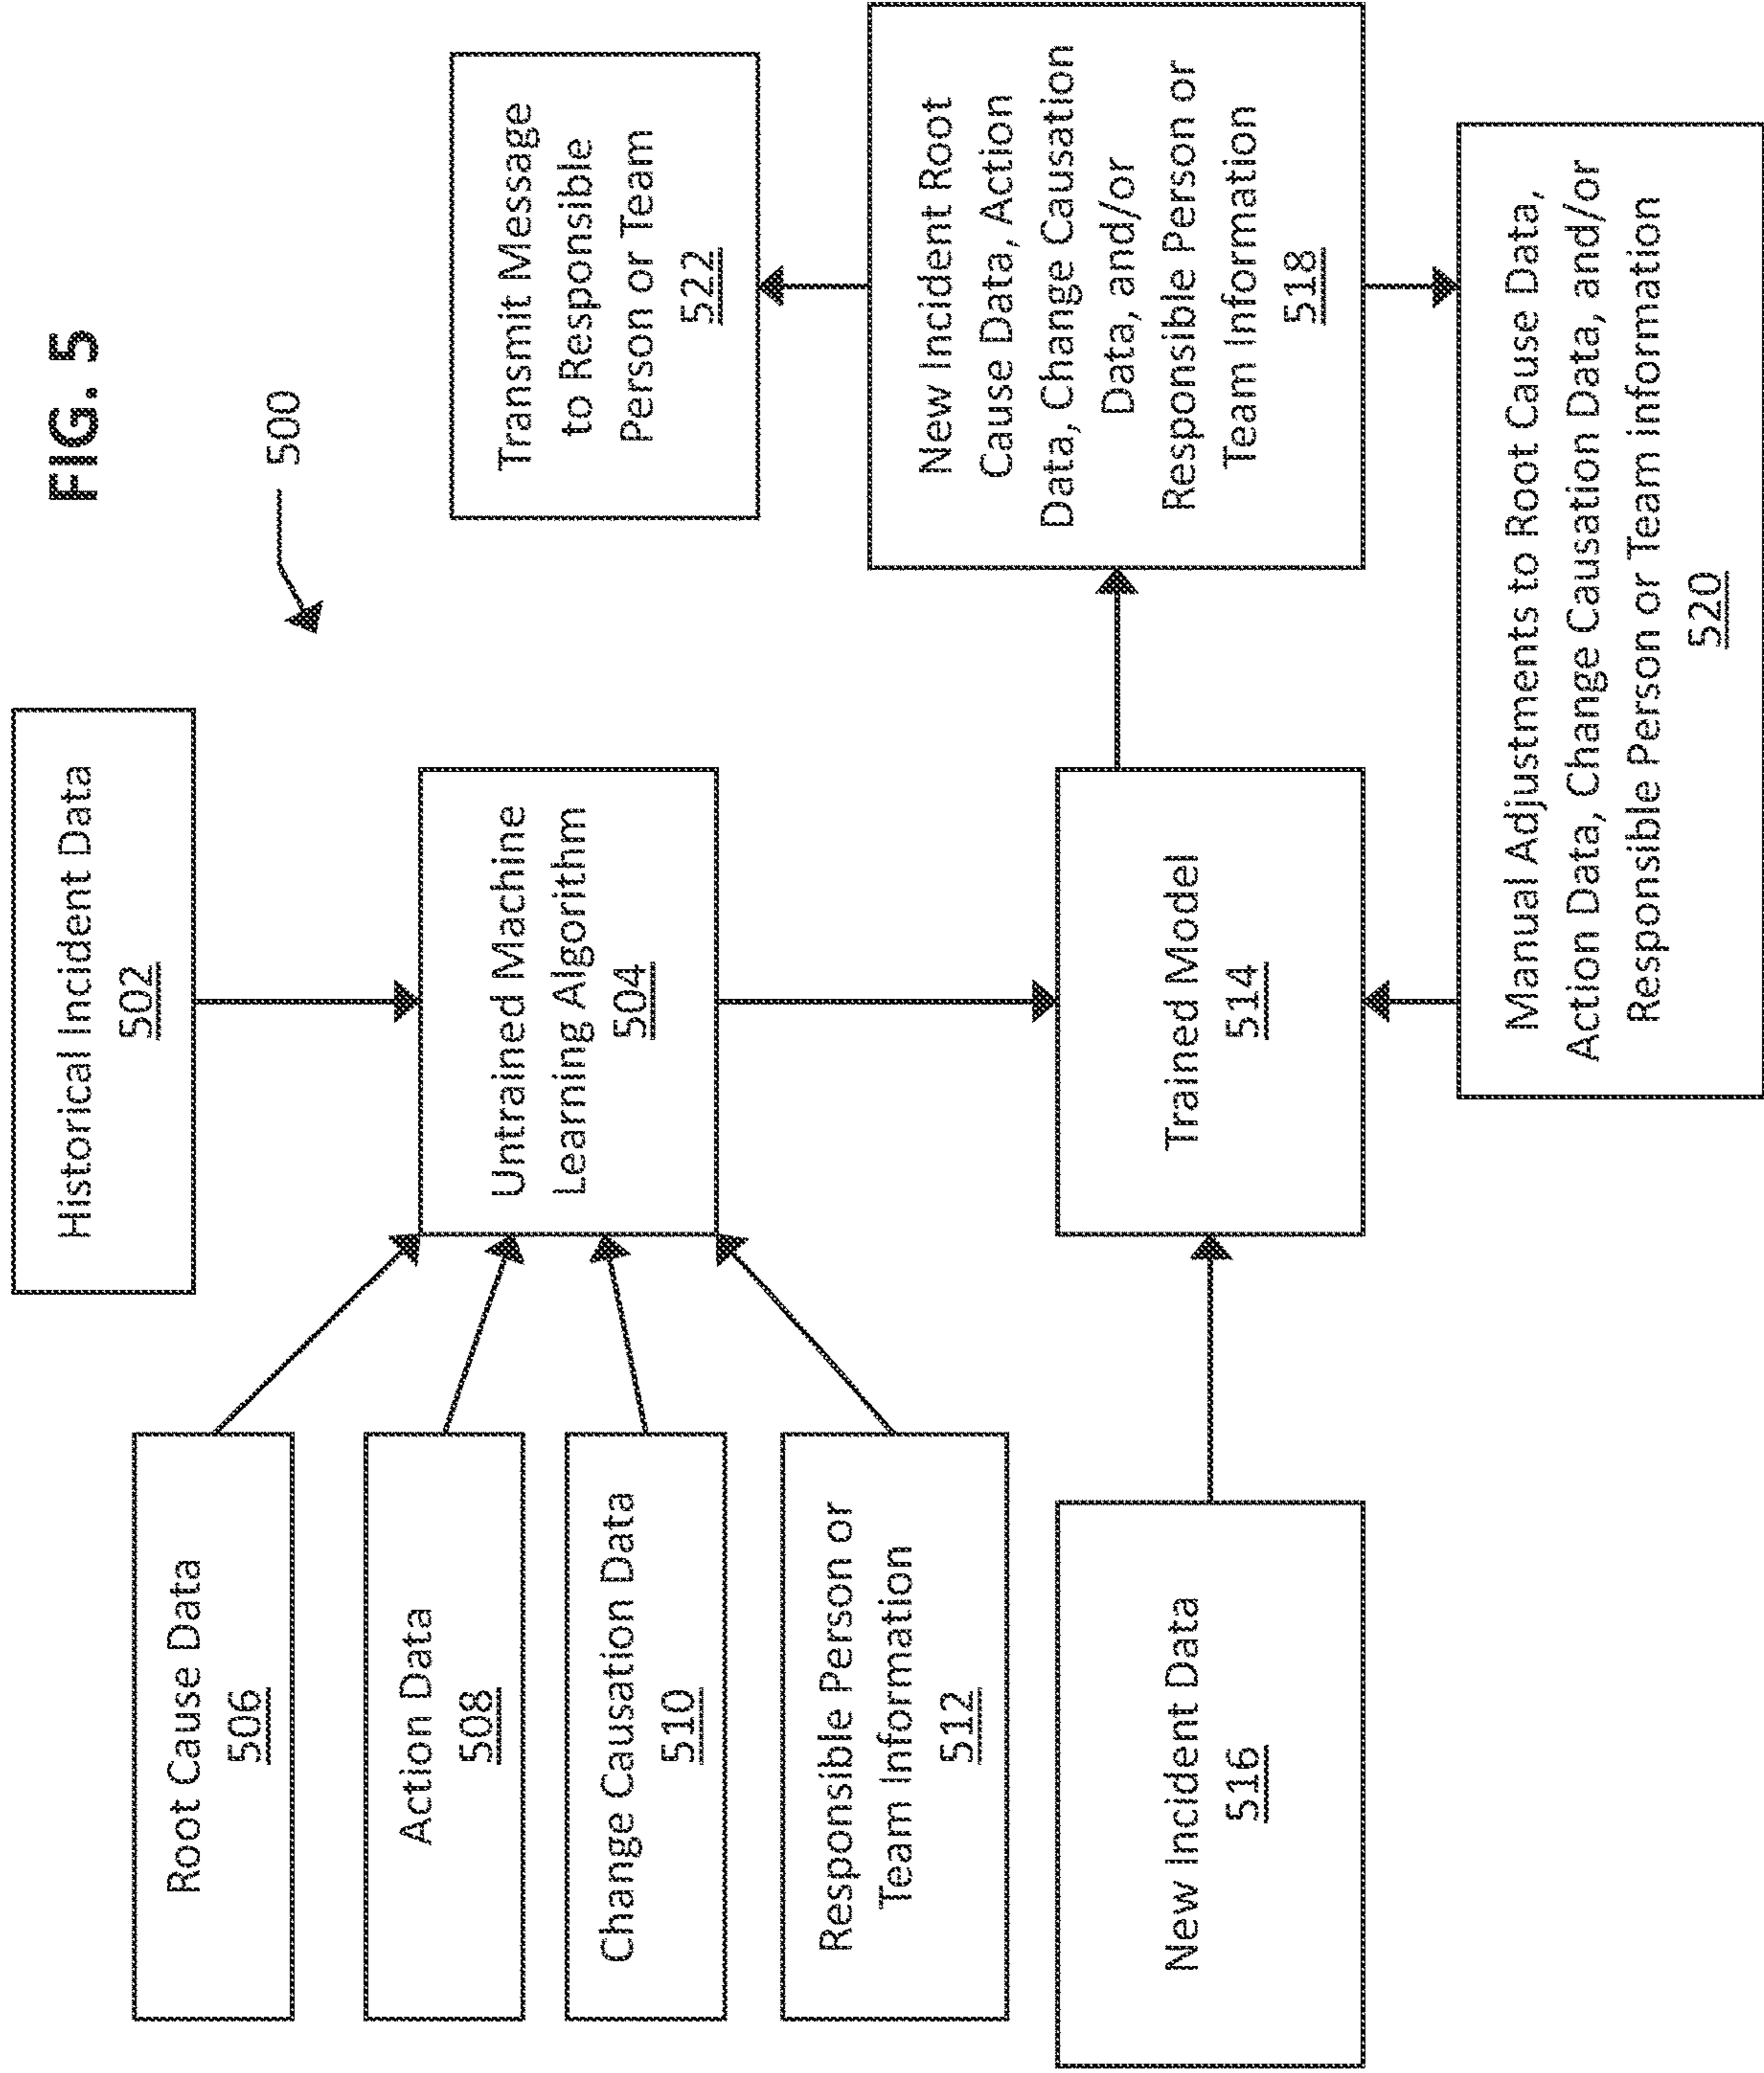 FIG. 5
500
Historical Incident Data
502
Root Cause Data
506
Action Data
508
Change Causation Data
510
Responsible Person or
Team Information
512
Untrained Machine
Learning Algorithm
504
Transmit Message
to Responsible
Person or Team
522
New Incident Data
516
Trained Model
514
New Incident Root
Cause Data, Action
Data, Change Causation
Data, and/or
Responsible Person or
Team Information
518
Manual Adjustments to Root Cause Data,
Action Data, Change Causation Data, and/or
Responsible Person or Team information
520